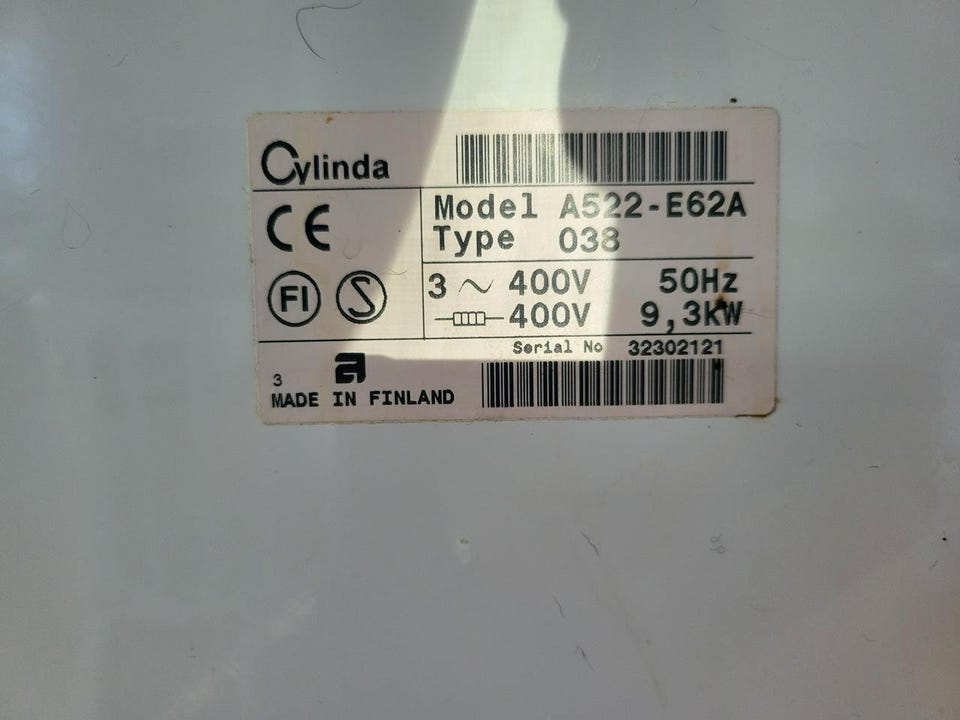 Cylinda
CE
Model A522-E62A
Type 038
FI S
3 ~ 400V 50Hz
400V 9,3kW
Serial No 32302121
a
3
MADE IN FINLAND